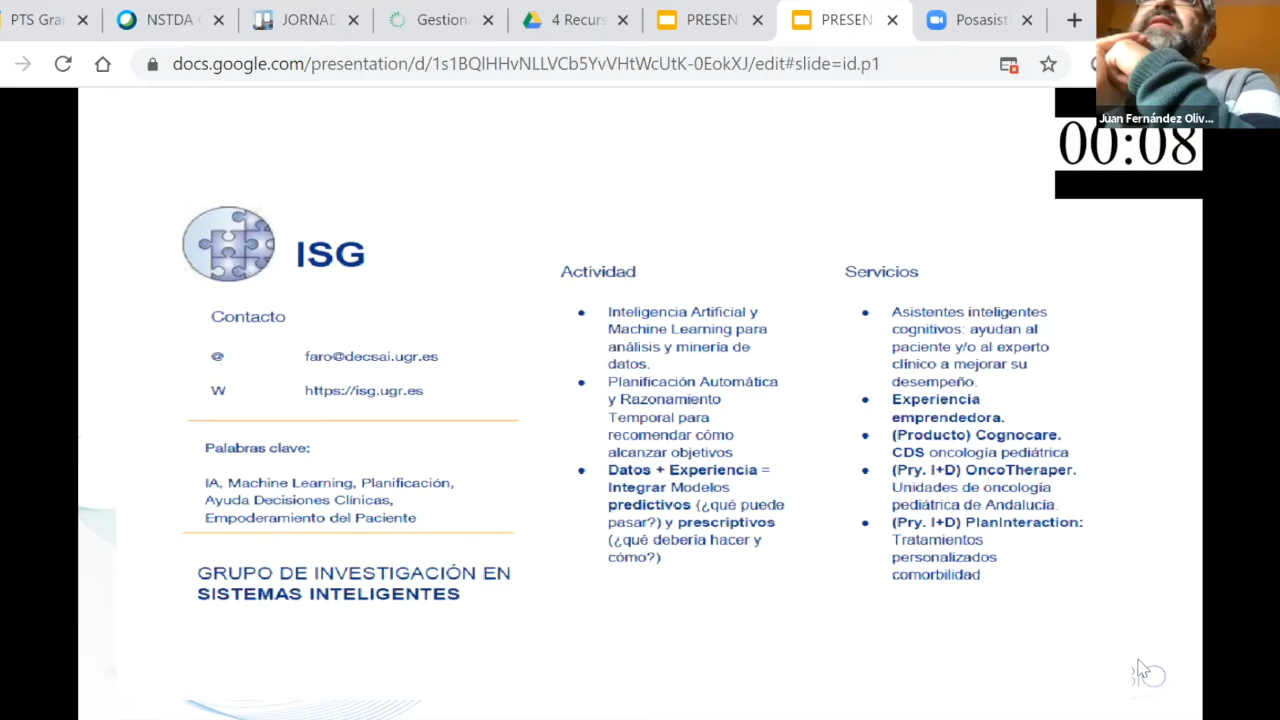 PTS Gra
NSTDA
JORNAD
Gestiona
4 Recurs
PRESEN
PRESEN
Posasist
docs.google.com/presentation/d/1s1BQlHHvNLLVCb5YvVHtWcUtK-0EokXJ/edit#slide=id.p1
Juan Fernández Oliv...
00:08
ISG
Contacto
@ faro@decsai.ugr.es
W https://isg.ugr.es
Palabras clave:
IA, Machine Learning, Planificación,
Ayuda Decisiones Clínicas,
Empoderamiento del Paciente
GRUPO DE INVESTIGACIÓN EN
SISTEMAS INTELIGENTES
Actividad
• Inteligencia Artificial y
Machine Learning para
análisis y minería de
datos.
• Planificación Automática
y Razonamiento
Temporal para
recomendar cómo
alcanzar objetivos
• Datos + Experiencia =
Integrar Modelos
predictivos (¿qué puede
pasar?) y prescriptivos
(¿qué debería hacer y
cómo?)
Servicios
• Asistentes inteligentes
cognitivos: ayudan al
paciente y/o al experto
clínico a mejorar su
desempeño.
• Experiencia
emprendedora.
• (Producto) Cognocare.
CDS oncología pediátrica
• (Pry. I+D) OncoTheraper.
Unidades de oncología
pediátrica de Andalucía.
• (Pry. I+D) PlanInteraction:
Tratamientos
personalizados
comorbilidad